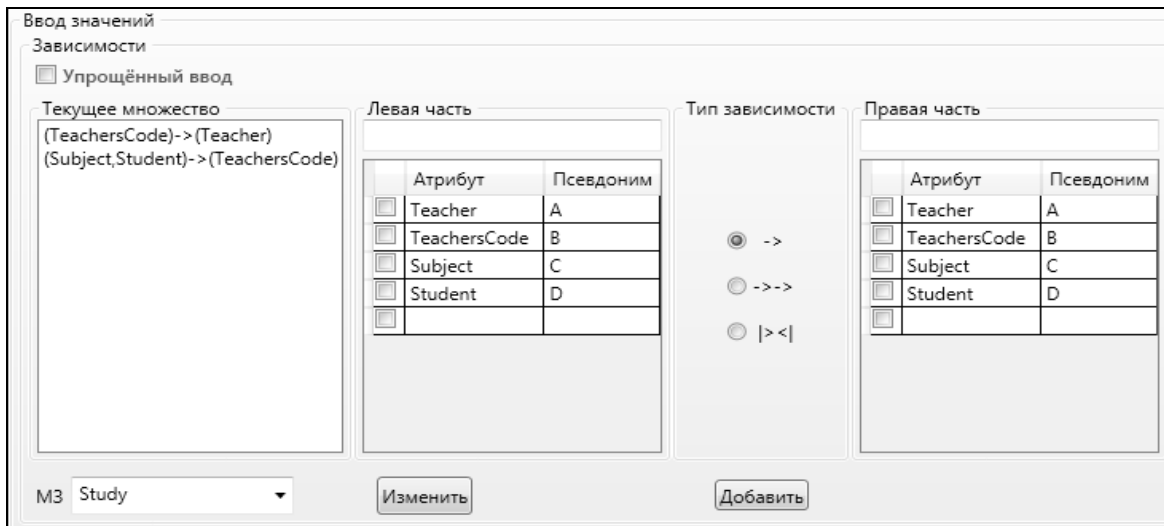 Ввод значений
Зависимости
Упрощённый ввод
Текущее множество
(TeachersCode)->(Teacher)
(Subject,Student)->(TeachersCode)
Левая часть
Атрибут Псевдоним
Teacher A
TeachersCode B
Subject C
Student D
Тип зависимости
->
->->
|><|
Правая часть
Атрибут Псевдоним
Teacher A
TeachersCode B
Subject C
Student D
МЗ Study
Изменить
Добавить